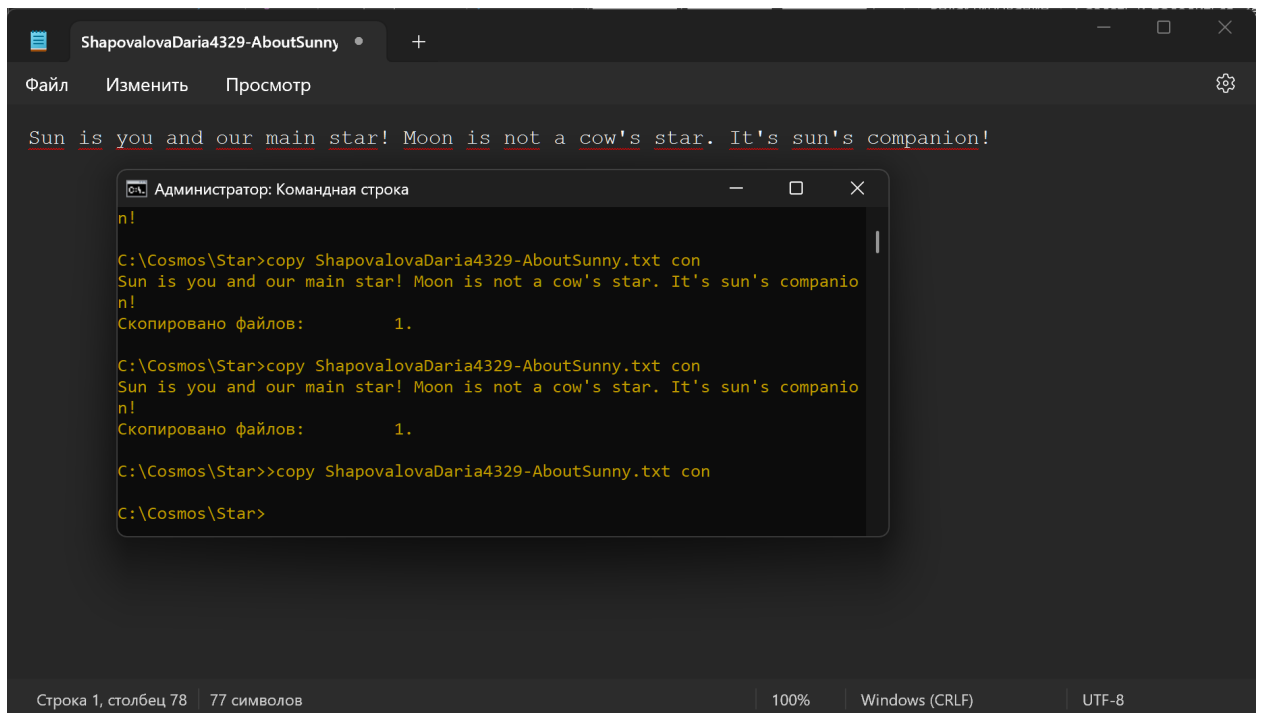 ShapovalovaDaria4329-AboutSunny
Файл Изменить Просмотр
Sun is you and our main star! Moon is not a cow's star. It's sun's companion!
Администратор: Командная строка
n!
C:\Cosmos\Star>copy ShapovalovaDaria4329-AboutSunny.txt con
Sun is you and our main star! Moon is not a cow's star. It's sun's companio
n!
Скопировано файлов: 1.
C:\Cosmos\Star>copy ShapovalovaDaria4329-AboutSunny.txt con
Sun is you and our main star! Moon is not a cow's star. It's sun's companio
n!
Скопировано файлов: 1.
C:\Cosmos\Star>>copy ShapovalovaDaria4329-AboutSunny.txt con
C:\Cosmos\Star>
Строка 1, столбец 78 77 символов 100% Windows (CRLF) UTF-8